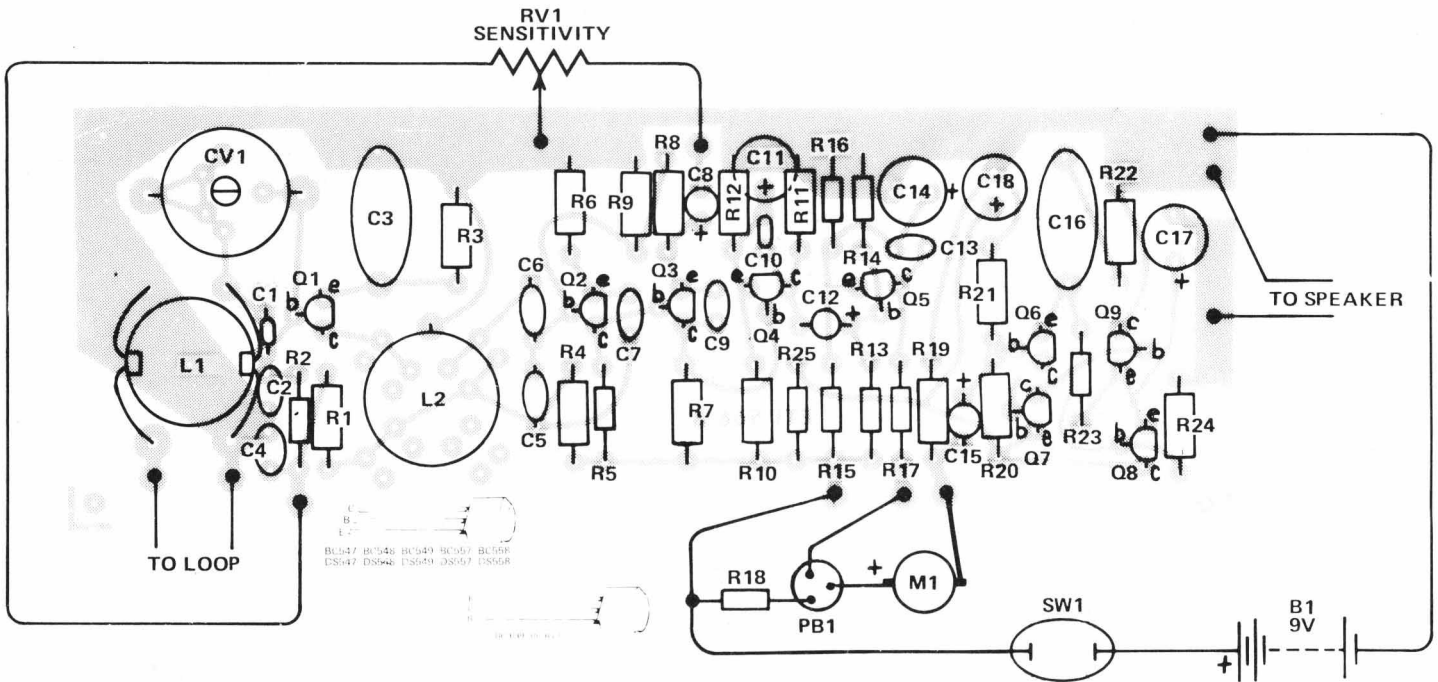 RV1
SENSITIVITY
CV1
C3
R3
R6
R9
R8
C8
+
R12
C11
+
R11
R16
C14
+
C18
+
C16
R22
C17
+
C10
R14
C13
R21
TO SPEAKER
L1
C1
Q1
e
b
c
C2
R2
R1
C4
L2
C6
Q2
e
b
c
C7
Q3
e
b
c
C9
e
c
b
Q4
C12
+
e
c
b
Q5
Q6
e
b
c
Q9
c
b
e
C5
R4
R5
R7
R10
R25
R15
R13
R17
R19
+
C15
R20
c
b
e
Q7
R23
e
b
c
Q8
R24
TO LOOP
C
B
E
BC547 BC548 BC549 BC557 BC558
DS547 DS548 DS549 DS557 DS558
R18
PB1
+
M1
SW1
B1
9V
+